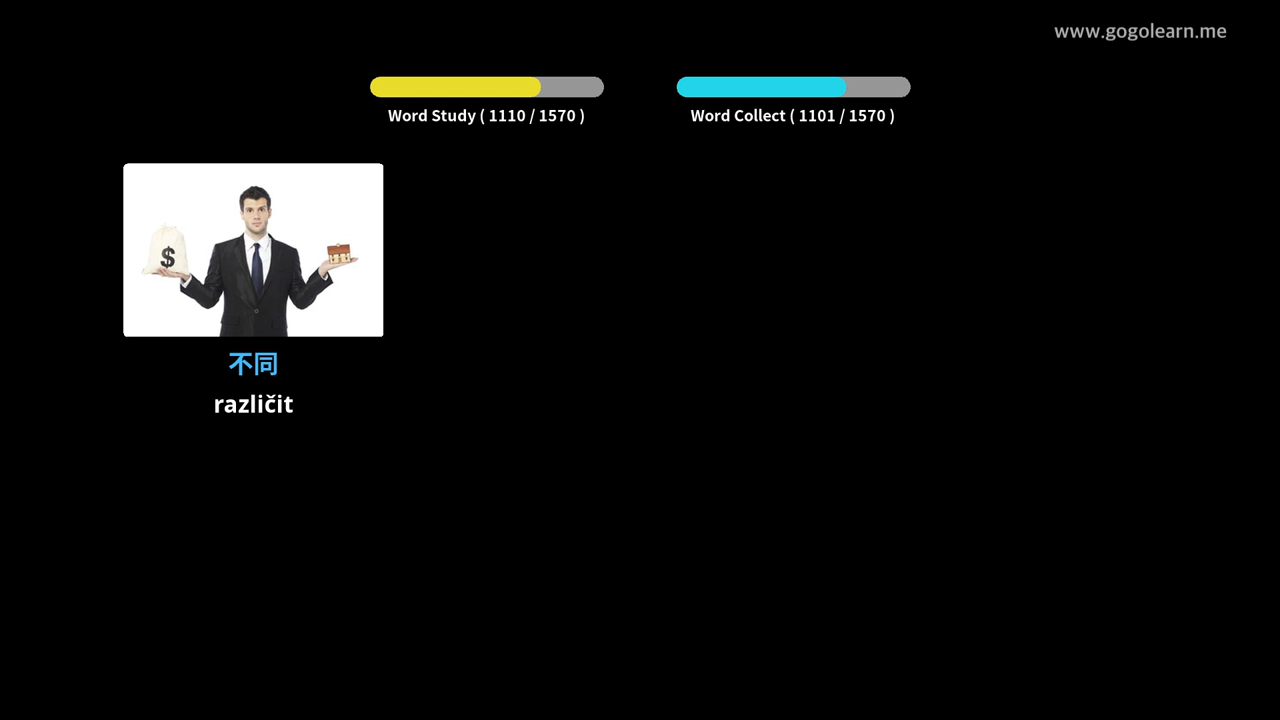 www.gogolearn.me
Word Study ( 1110 / 1570 )
Word Collect ( 1101 / 1570 )
$
不同
različit